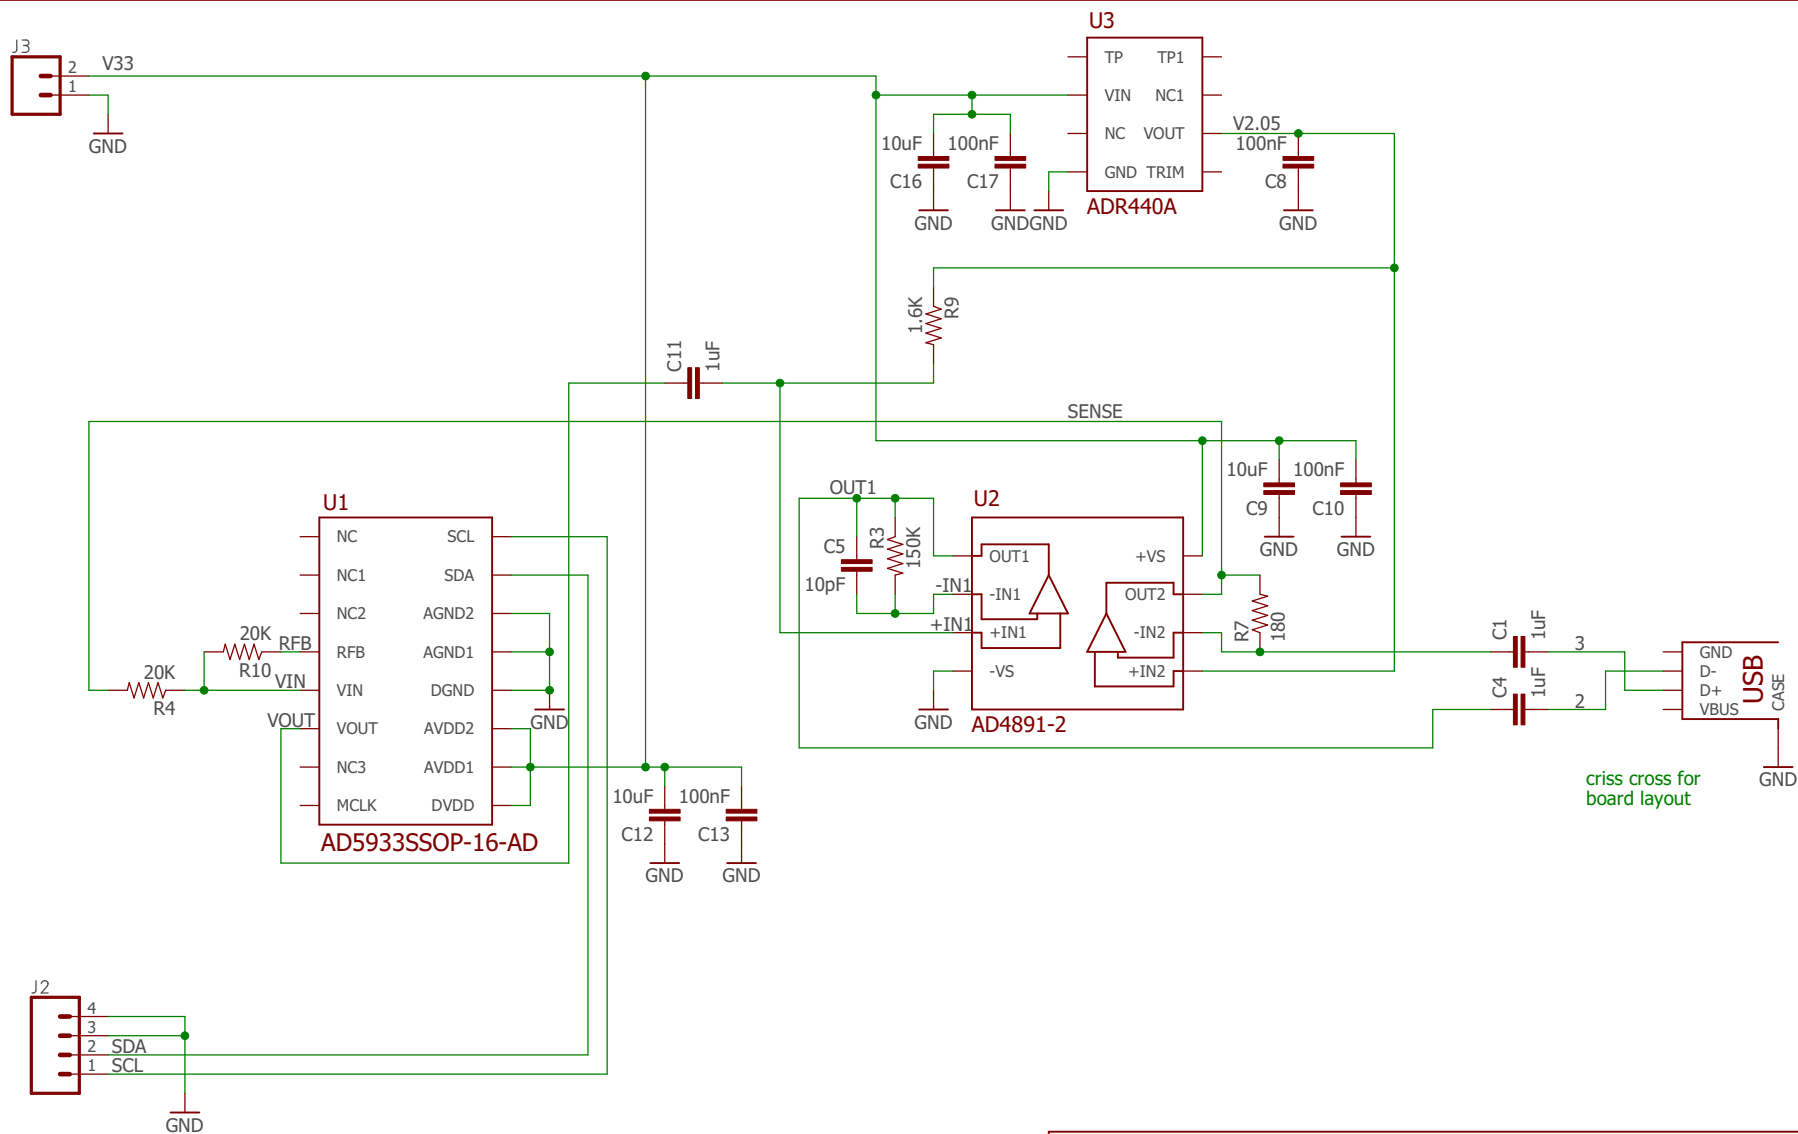 J3
2
V33
1
GND
U3
TP
TP1
VIN
NC1
NC
VOUT
V2.05
GND
TRIM
ADR440A
10uF
C16
GND
100nF
C17
GND
GND
100nF
C8
GND
1.6K
R9
C11
1uF
SENSE
10uF
C9
GND
100nF
C10
GND
OUT1
C5
10pF
R3
150K
-IN1
+IN1
U2
OUT1
+VS
-IN1
OUT2
+IN1
-IN2
-VS
+IN2
AD4891-2
GND
R7
180
C1
1uF
3
C4
1uF
2
GND
D-
D+
VBUS
USB
CASE
GND
criss cross for
board layout
U1
NC
SCL
NC1
SDA
NC2
AGND2
RFB
AGND1
VIN
DGND
VOUT
AVDD2
NC3
AVDD1
MCLK
DVDD
AD5933SSOP-16-AD
20K
RFB
R10
20K
VIN
R4
VOUT
GND
10uF
C12
GND
100nF
C13
GND
J2
4
3
2
SDA
1
SCL
GND